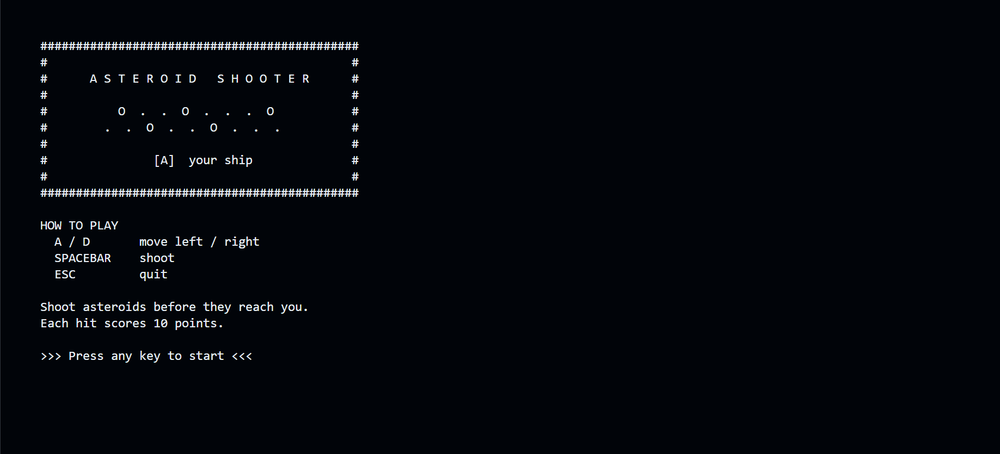 #############################################
#                                           #
#      A S T E R O I D   S H O O T E R      #
#                                           #
#          O  .  .  O  .  .  .  O           #
#        .  .  O  .  .  O  .  .  .          #
#                                           #
#               [A]  your ship              #
#                                           #
#############################################
HOW TO PLAY
  A / D       move left / right
  SPACEBAR    shoot
  ESC         quit
Shoot asteroids before they reach you.
Each hit scores 10 points.
>>> Press any key to start <<<